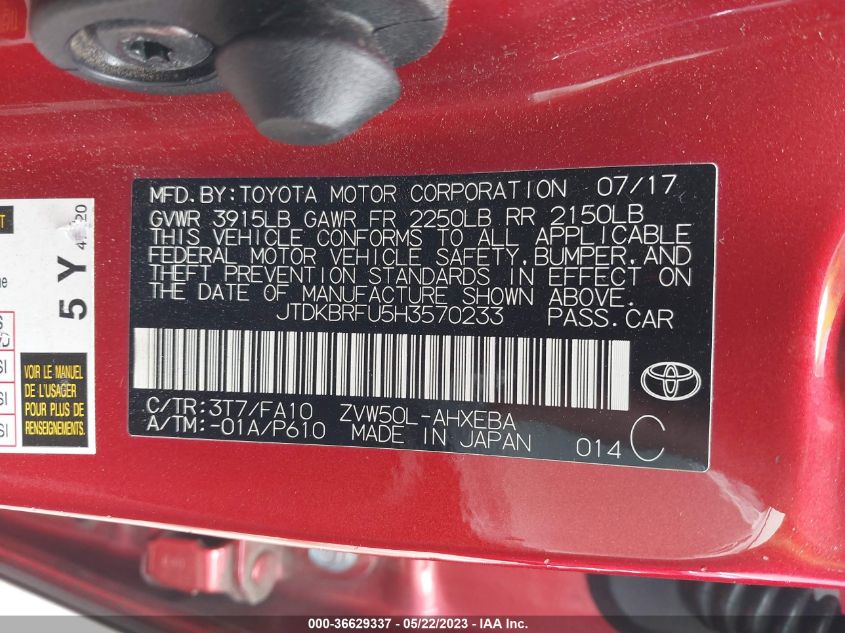 MFD.BY:TOYOTA MOTOR CORPORATION 07/17
GVWR 3915LB GAWR FR 2250LB RR 2150LB
THIS VEHICLE CONFORMS TO ALL APPLICABLE
FEDERAL MOTOR VEHICLE SAFETY,BUMPER,AND
THEFT PREVENTION STANDARDS IN EFFECT ON
THE DATE OF MANUFACTURE SHOWN ABOVE.
JTDKBRFU5H3570233 PASS.CAR
C/TR:3T7/FA10 ZVW50L-AHXEBA
A/TM:-01A/P610 MADE IN JAPAN 014 C
5 Y
VOIR LE MANUEL
DE L'USAGER
POUR PLUS DE
RENSEIGNEMENTS
000-36629337 - 05/22/2023 - IAA Inc.